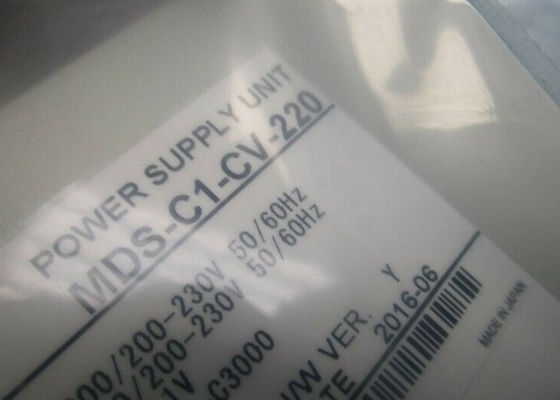 POWER SUPPLY UNIT
MDS-C1-CV-220
00/200-230V 50/60Hz
/200-230V 50/60Hz
1V
C3000
/W VER. Y
TE 2016-06
MADE IN JAPAN